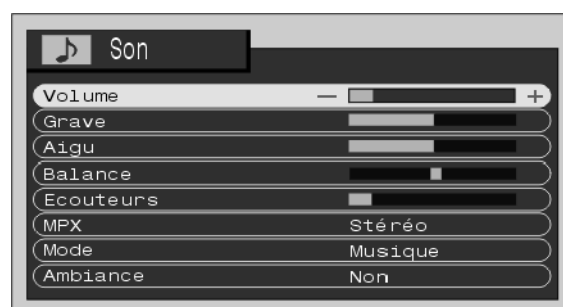 Son
Volume
Grave
Aigu
Balance
Ecouteurs
MPX Stéréo
Mode Musique
Ambiance Non